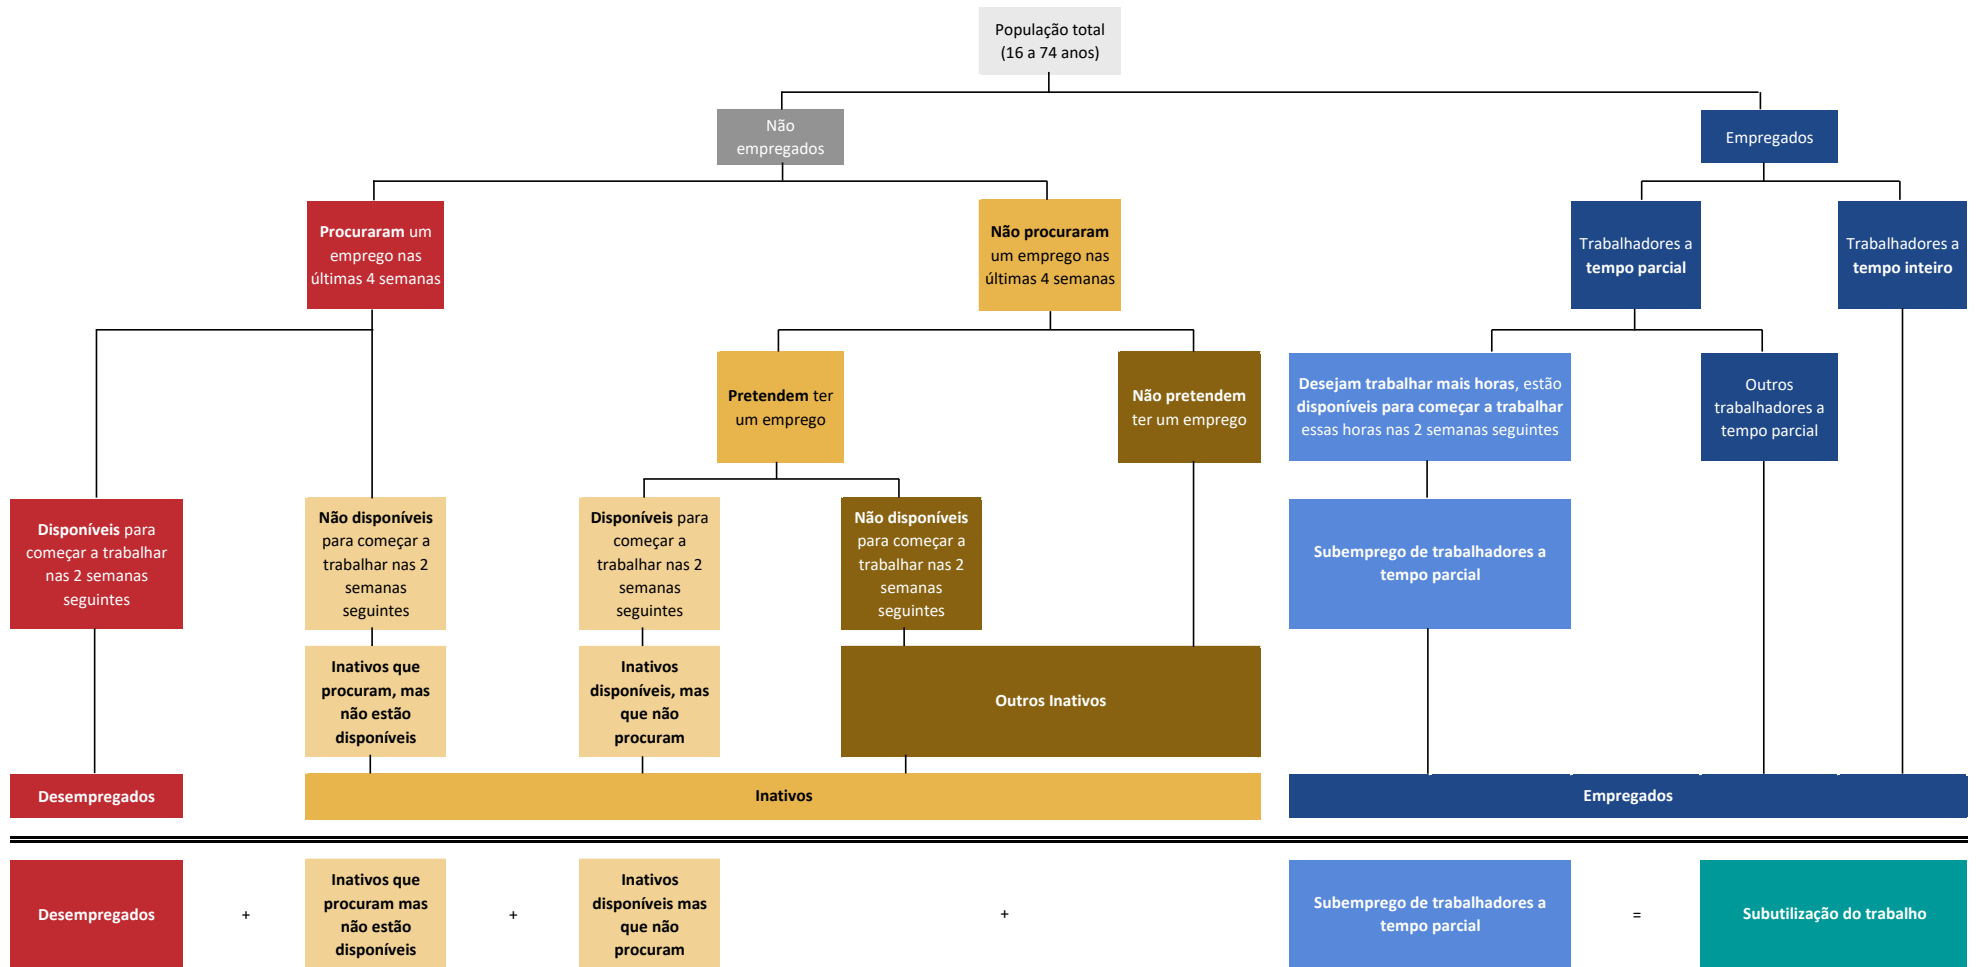 População total
(16 a 74 anos)
Não
empregados
Empregados
Procuraram um
emprego nas
últimas 4 semanas
Não procuraram
um emprego nas
últimas 4 semanas
Trabalhadores a
tempo parcial
Trabalhadores a
tempo inteiro
Pretendem ter
um emprego
Não pretendem
ter um emprego
Desejam trabalhar mais horas, estão
disponíveis para começar a trabalhar
essas horas nas 2 semanas seguintes
Outros
trabalhadores a
tempo parcial
Disponíveis para
começar a trabalhar
nas 2 semanas
seguintes
Não disponíveis
para começar a
trabalhar nas 2
semanas
seguintes
Disponíveis para
começar a
trabalhar nas 2
semanas
seguintes
Não disponíveis
para começar a
trabalhar nas 2
semanas
seguintes
Subemprego de trabalhadores a
tempo parcial
Inativos que
procuram, mas
não estão
disponíveis
Inativos
disponíveis, mas
que não
procuram
Outros Inativos
Desempregados
Inativos
Empregados
Desempregados
+
Inativos que
procuram mas
não estão
disponíveis
+
Inativos
disponíveis mas
que não
procuram
+
Subemprego de trabalhadores a
tempo parcial
=
Subutilização do trabalho